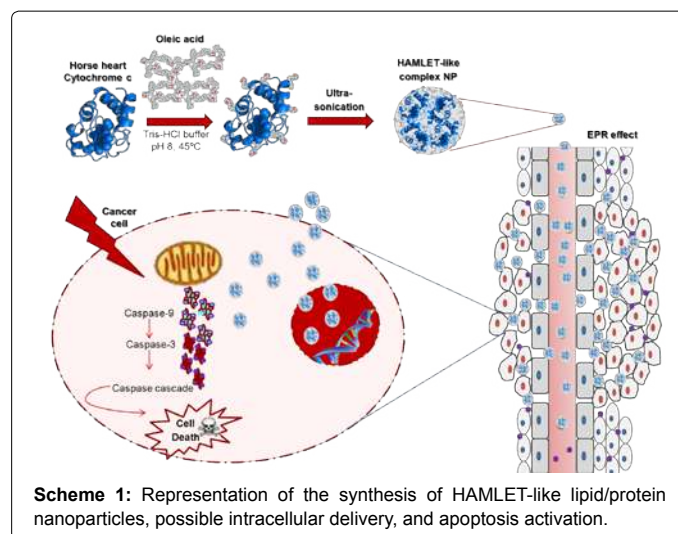 Oleic acid
Horse heart
Cytochrome c
Tris-HCl buffer
pH 8, 45°C
Ultra-
sonication
HAMLET-like
complex NP
EPR effect
Cancer
cell
Caspase-9
Caspase-3
Caspase cascade
Cell
Death
Scheme 1: Representation of the synthesis of HAMLET-like lipid/protein
nanoparticles, possible intracellular delivery, and apoptosis activation.